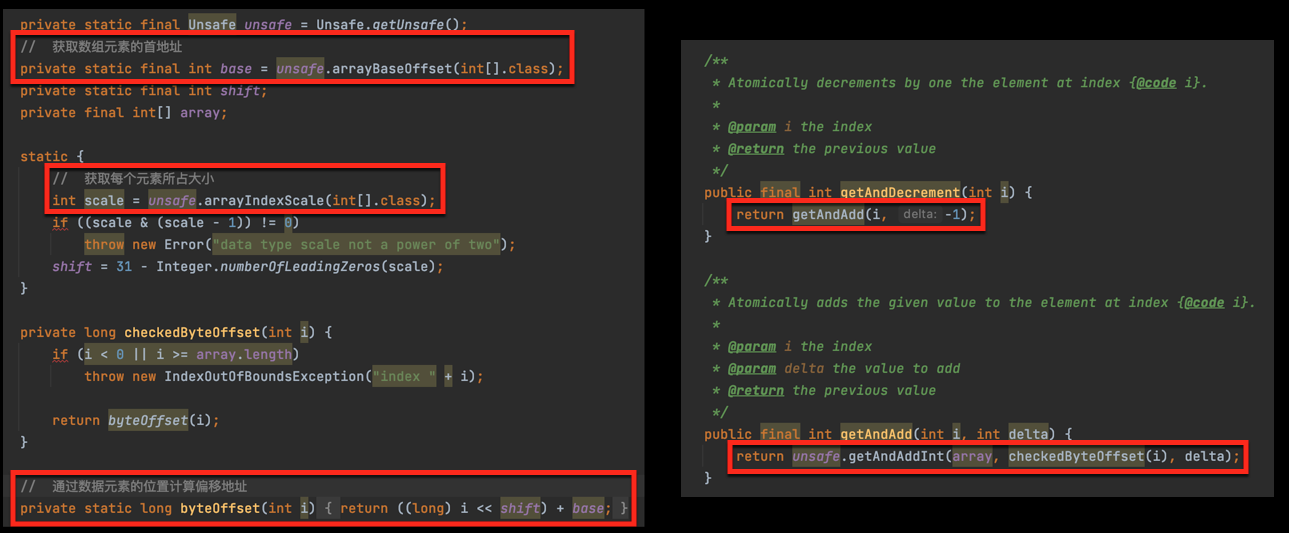 private static final Unsafe unsafe = Unsafe.getUnsafe();
//  获取数组元素的首地址
private static final int base = unsafe.arrayBaseOffset(int[].class);
private static final int shift;
private final int[] array;
static {
//  获取每个元素所占大小
int scale = unsafe.arrayIndexScale(int[].class);
if ((scale & (scale - 1)) != 0)
throw new Error("data type scale not a power of two");
shift = 31 - Integer.numberOfLeadingZeros(scale);
}
private long checkedByteOffset(int i) {
if (i < 0 || i >= array.length)
throw new IndexOutOfBoundsException("index " + i);
return byteOffset(i);
}
//  通过数据元素的位置计算偏移地址
private static long byteOffset(int i) { return ((long) i << shift) + base; }
/**
* Atomically decrements by one the element at index {@code i}.
*
* @param i the index
* @return the previous value
*/
public final int getAndDecrement(int i) {
return getAndAdd(i, delta: -1);
}
/**
* Atomically adds the given value to the element at index {@code i}.
*
* @param i the index
* @param delta the value to add
* @return the previous value
*/
public final int getAndAdd(int i, int delta) {
return unsafe.getAndAddInt(array, checkedByteOffset(i), delta);
}